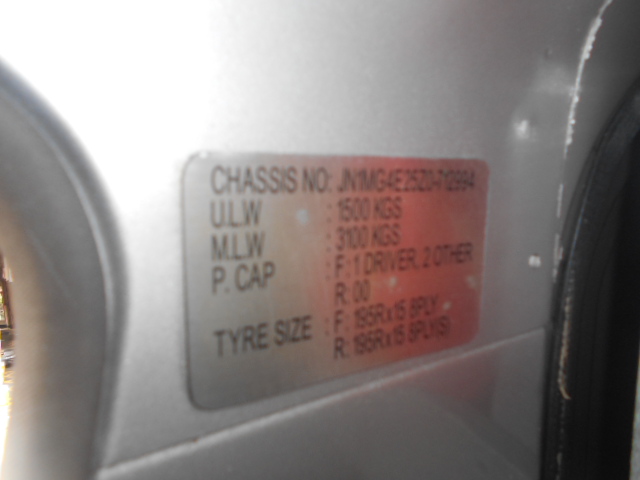 CHASSIS NO: JN1MG4E25Z0-712994
U.L.W : 1500 KGS
M.L.W : 3100 KGS
P. CAP : F: 1 DRIVER, 2 OTHER
R: 00
TYRE SIZE : F: 195Rx15 8PLY
R: 195Rx15 8PLY(S)